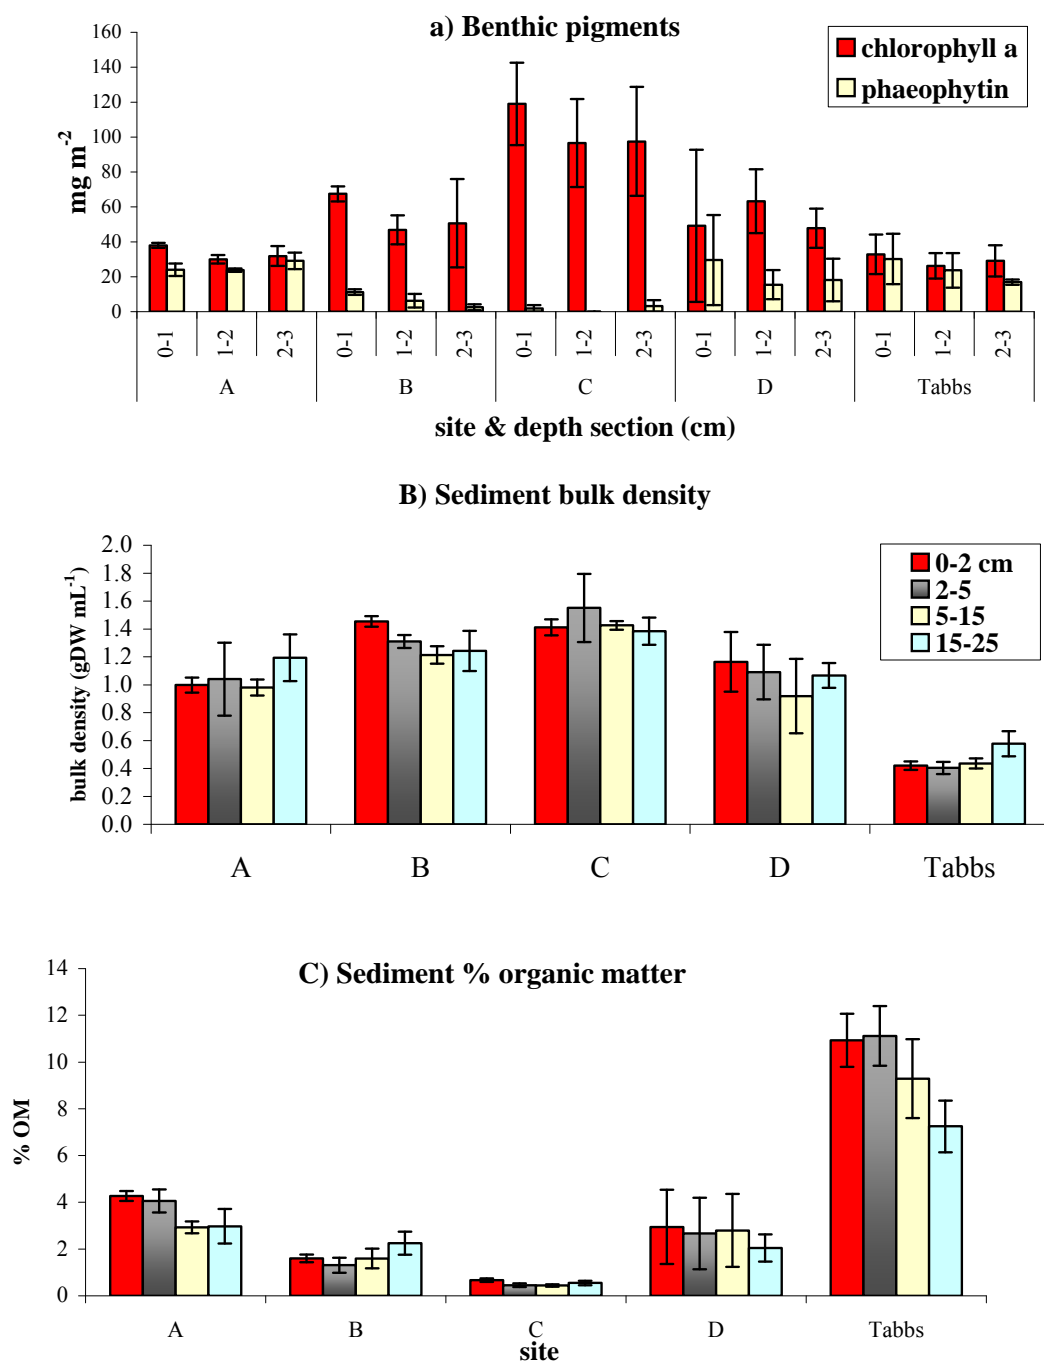 a) Benthic pigments
chlorophyll a
phaeophytin
mg m-2
160
140
120
100
80
60
40
20
0
0-1 1-2 2-3 0-1 1-2 2-3 0-1 1-2 2-3 0-1 1-2 2-3 0-1 1-2 2-3
A B C D Tabbs
site & depth section (cm)
B) Sediment bulk density
0-2 cm
2-5
5-15
15-25
bulk density (gDW mL-1)
2.0
1.8
1.6
1.4
1.2
1.0
0.8
0.6
0.4
0.2
0.0
A B C D Tabbs
C) Sediment % organic matter
% OM
14
12
10
8
6
4
2
0
A B C D Tabbs
site